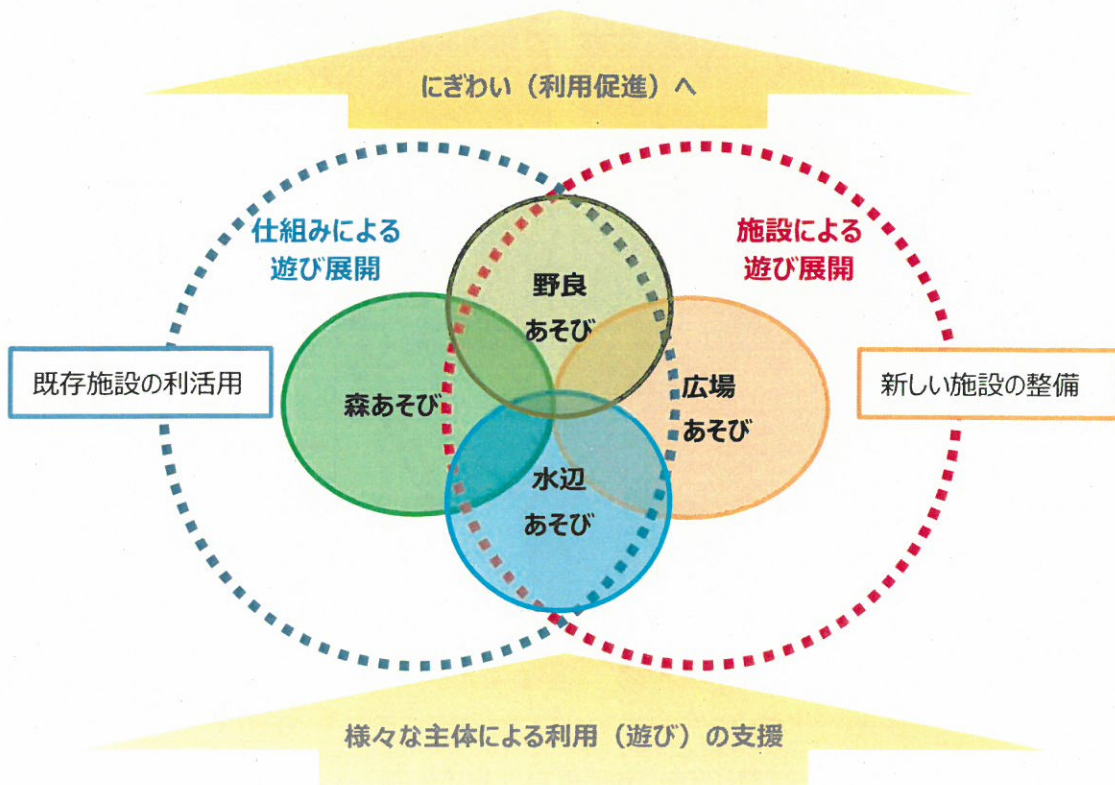 にぎわい（利用促進）へ
仕組みによる
遊び展開
施設による
遊び展開
野良
あそび
既存施設の利活用
森あそび
広場
あそび
新しい施設の整備
水辺
あそび
様々な主体による利用（遊び）の支援